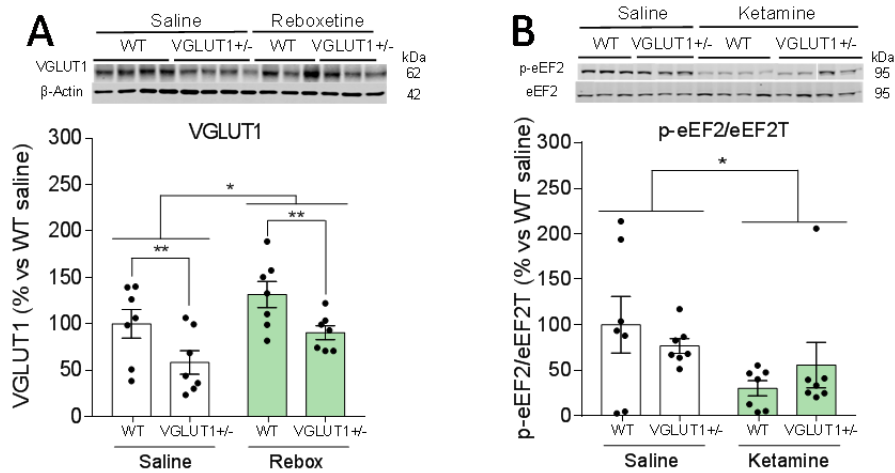 A
Saline Reboxetine
WT VGLUT1+/- WT VGLUT1+/-
kDa
VGLUT1 62
β-Actin 42
VGLUT1
VGLUT1 (% vs WT saline)
300
250
200
150
100
50
0
*
** **
WT VGLUT1+/- WT VGLUT1+/-
Saline Rebox
B
Saline Ketamine
WT VGLUT1+/- WT VGLUT1+/-
kDa
p-eEF2 95
eEF2 95
p-eEF2/eEF2T
p-eEF2/eEF2T (% vs WT saline)
300
250
200
150
100
50
0
*
WT VGLUT1+/- WT VGLUT1+/-
Saline Ketamine